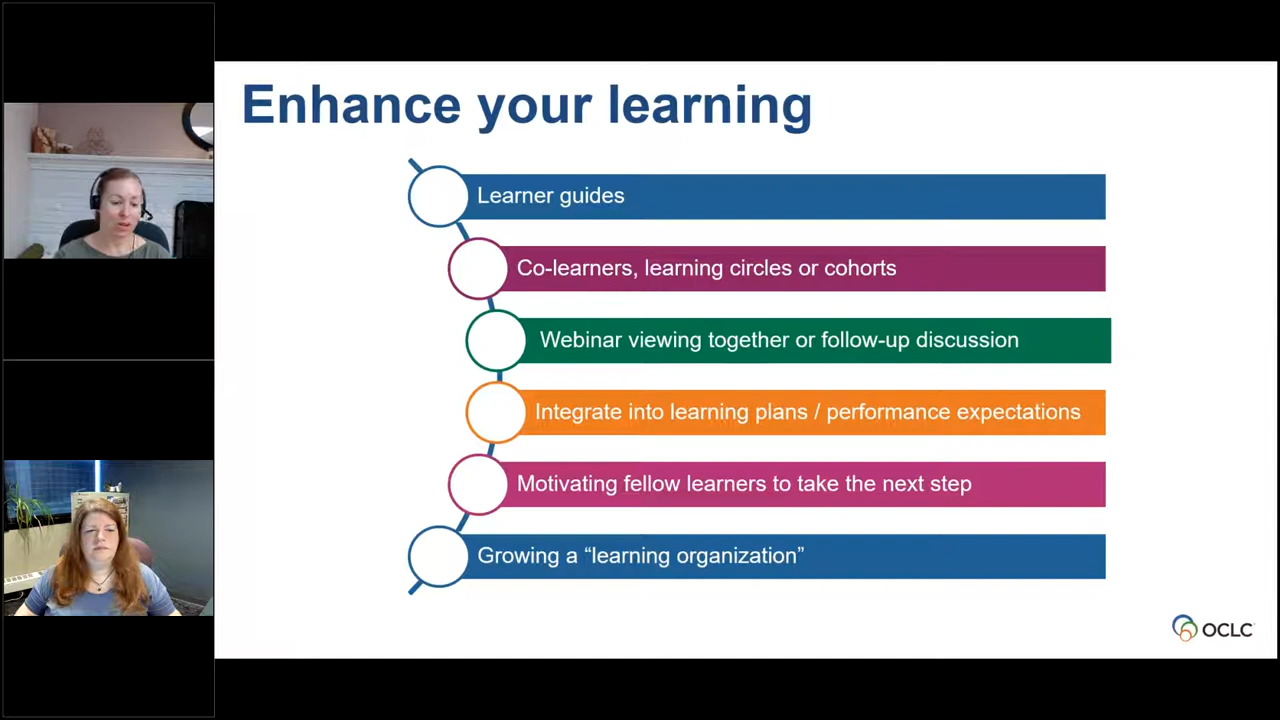 Enhance your learning
Learner guides
Co-learners, learning circles or cohorts
Webinar viewing together or follow-up discussion
Integrate into learning plans / performance expectations
Motivating fellow learners to take the next step
Growing a “learning organization”
OCLC